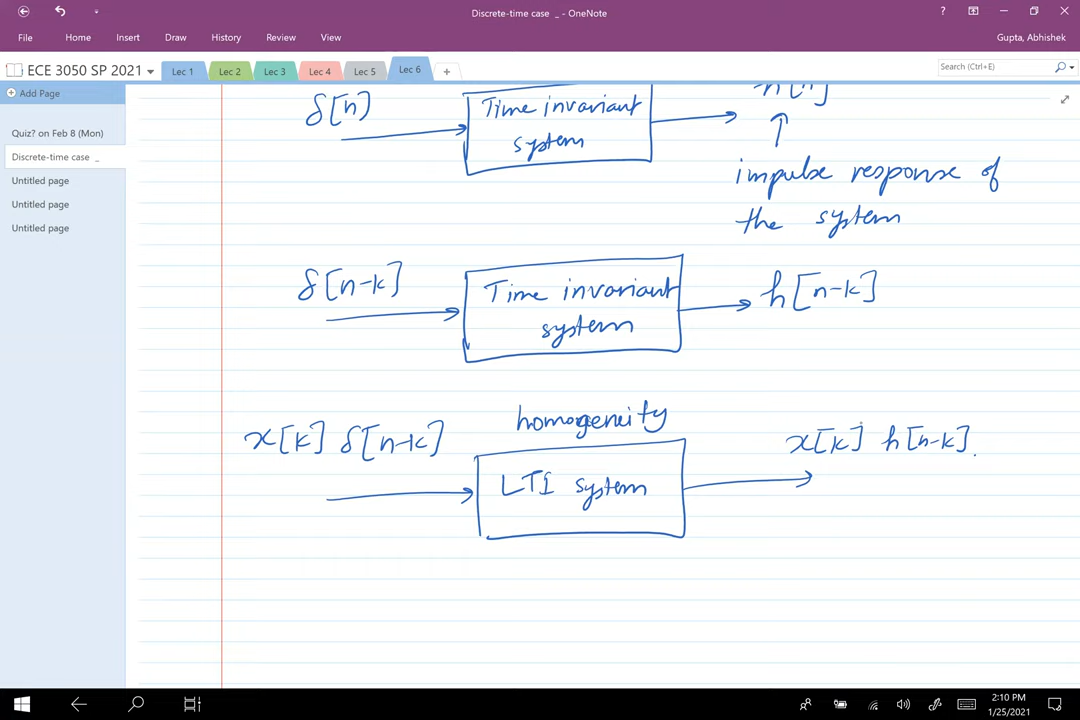 Discrete-time case _ - OneNote
?
File Home Insert Draw History Review View
Gupta, Abhishek
ECE 3050 SP 2021
Lec 1 Lec 2 Lec 3 Lec 4 Lec 5 Lec 6 +
Search (Ctrl+E)
Add Page
Quiz? on Feb 8 (Mon)
Discrete-time case _
Untitled page
Untitled page
Untitled page
δ[n]
Time invariant
system
h[n]
impulse response of
the system
δ[n-k]
Time invariant
system
h[n-k]
homogeneity
x[k] δ[n-k]
LTI system
x[k] h[n-k].
2:10 PM
1/25/2021